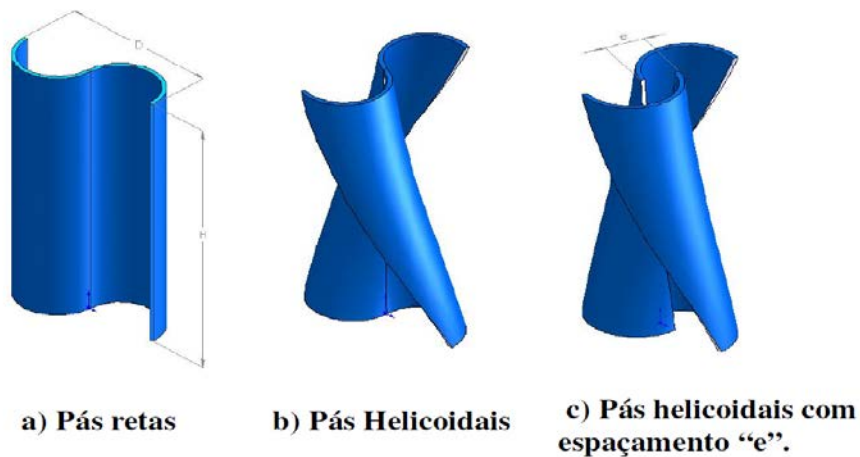 D
H
e
a) Pás retas
b) Pás Helicoidais
c) Pás helicoidais com
espaçamento “e”.